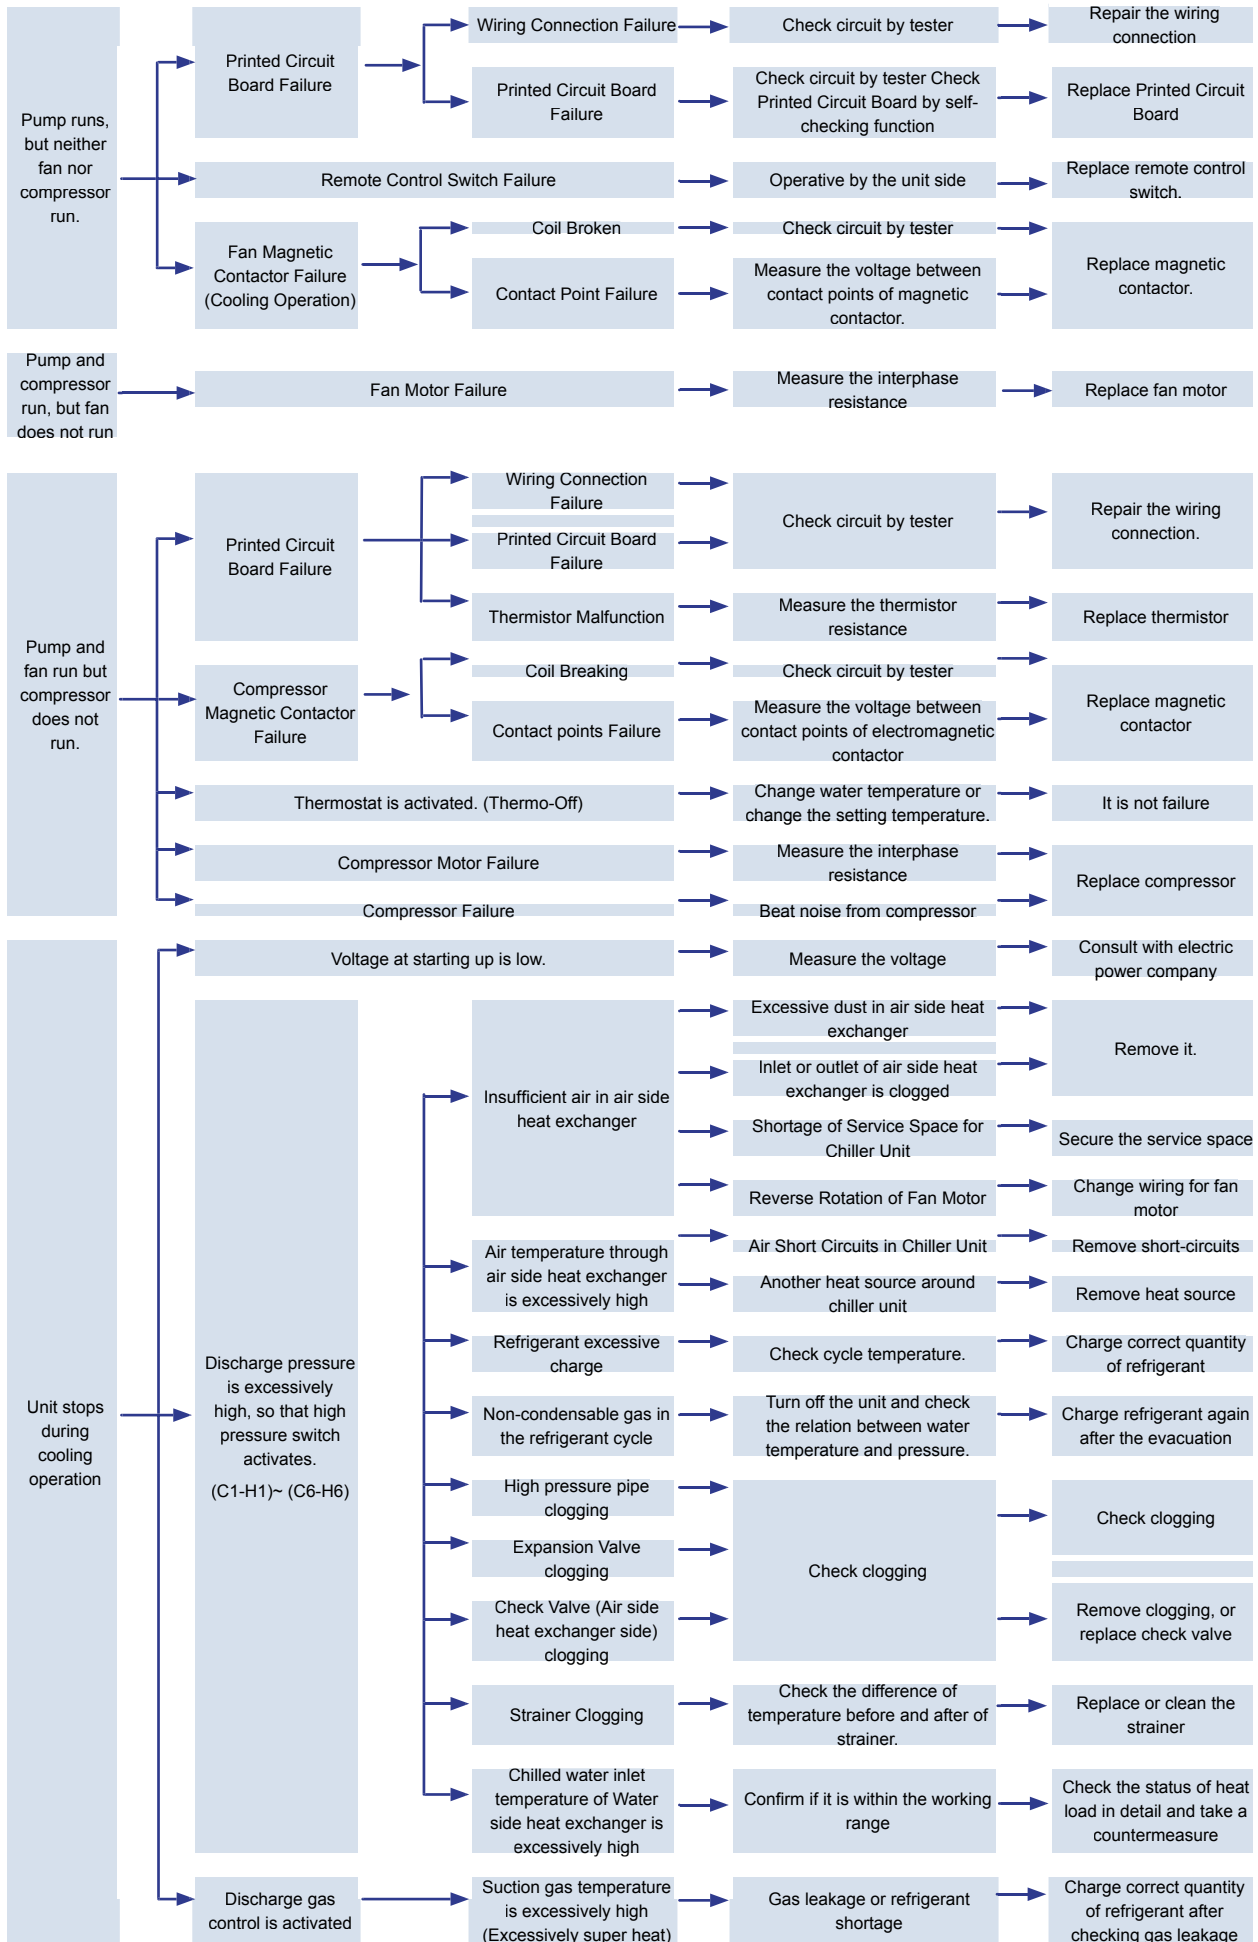 Pump runs,
but neither
fan nor
compressor
run.
Printed Circuit
Board Failure
Wiring Connection Failure
Check circuit by tester
Repair the wiring
connection
Printed Circuit Board
Failure
Check circuit by tester Check
Printed Circuit Board by self-
checking function
Replace Printed Circuit
Board
Remote Control Switch Failure
Operative by the unit side
Replace remote control
switch.
Fan Magnetic
Contactor Failure
(Cooling Operation)
Coil Broken
Check circuit by tester
Contact Point Failure
Measure the voltage between
contact points of magnetic
contactor.
Replace magnetic
contactor.
Pump and
compressor
run, but fan
does not run
Fan Motor Failure
Measure the interphase
resistance
Replace fan motor
Pump and
fan run but
compressor
does not
run.
Printed Circuit
Board Failure
Wiring Connection
Failure
Printed Circuit Board
Failure
Check circuit by tester
Repair the wiring
connection.
Thermistor Malfunction
Measure the thermistor
resistance
Replace thermistor
Compressor
Magnetic Contactor
Failure
Coil Breaking
Check circuit by tester
Contact points Failure
Measure the voltage between
contact points of electromagnetic
contactor
Replace magnetic
contactor
Thermostat is activated. (Thermo-Off)
Change water temperature or
change the setting temperature.
It is not failure
Compressor Motor Failure
Measure the interphase
resistance
Compressor Failure
Beat noise from compressor
Replace compressor
Unit stops
during
cooling
operation
Voltage at starting up is low.
Measure the voltage
Consult with electric
power company
Discharge pressure
is excessively
high, so that high
pressure switch
activates.
(C1-H1)~ (C6-H6)
Insufficient air in air side
heat exchanger
Excessive dust in air side heat
exchanger
Inlet or outlet of air side heat
exchanger is clogged
Remove it.
Shortage of Service Space for
Chiller Unit
Secure the service space
Reverse Rotation of Fan Motor
Change wiring for fan
motor
Air temperature through
air side heat exchanger
is excessively high
Air Short Circuits in Chiller Unit
Remove short-circuits
Another heat source around
chiller unit
Remove heat source
Refrigerant excessive
charge
Check cycle temperature.
Charge correct quantity
of refrigerant
Non-condensable gas in
the refrigerant cycle
Turn off the unit and check
the relation between water
temperature and pressure.
Charge refrigerant again
after the evacuation
High pressure pipe
clogging
Expansion Valve
clogging
Check Valve (Air side
heat exchanger side)
clogging
Check clogging
Check clogging
Remove clogging, or
replace check valve
Strainer Clogging
Check the difference of
temperature before and after of
strainer.
Replace or clean the
strainer
Chilled water inlet
temperature of Water
side heat exchanger is
excessively high
Confirm if it is within the working
range
Check the status of heat
load in detail and take a
countermeasure
Discharge gas
control is activated
Suction gas temperature
is excessively high
(Excessively super heat)
Gas leakage or refrigerant
shortage
Charge correct quantity
of refrigerant after
checking gas leakage